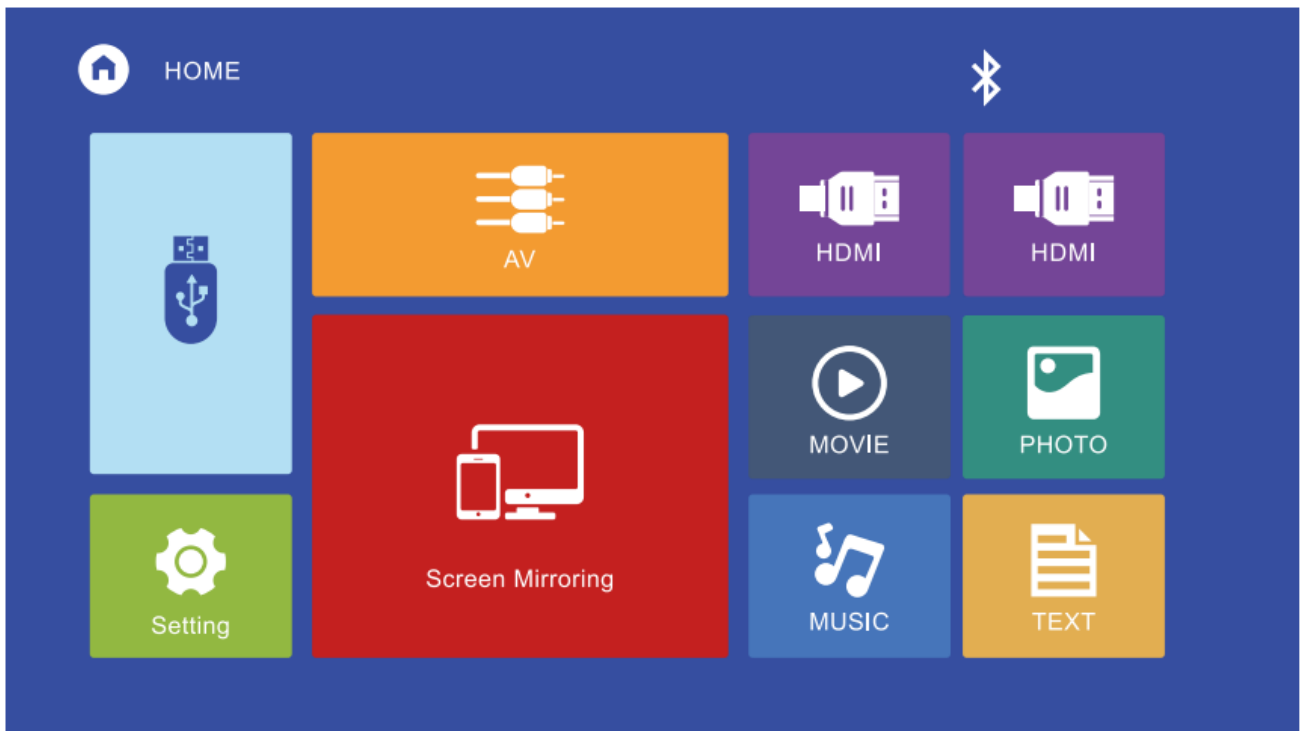 HOME
AV
HDMI
HDMI
MOVIE
PHOTO
Setting
Screen Mirroring
MUSIC
TEXT